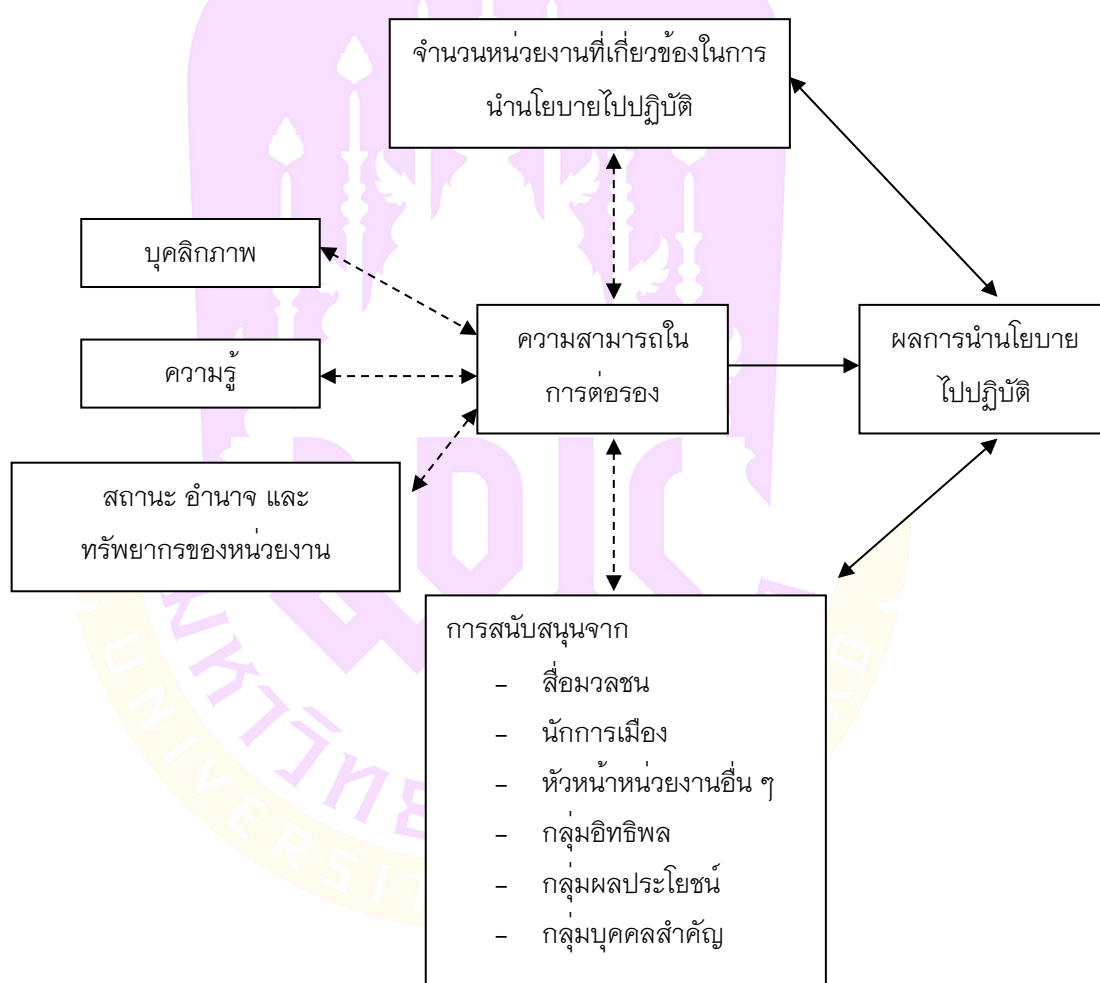 จำนวนหน่วยงานที่เกี่ยวข้องในการ
นำนโยบายไปปฏิบัติ
บุคลิกภาพ
ความรู้
สถานะ อำนาจ และ
ทรัพยากรของหน่วยงาน
ความสามารถใน
การต่อรอง
ผลการนำนโยบาย
ไปปฏิบัติ
การสนับสนุนจาก
- สื่อมวลชน
- นักการเมือง
- หัวหน้าหน่วยงานอื่น ๆ
- กลุ่มอิทธิพล
- กลุ่มผลประโยชน์
- กลุ่มบุคคลสำคัญ